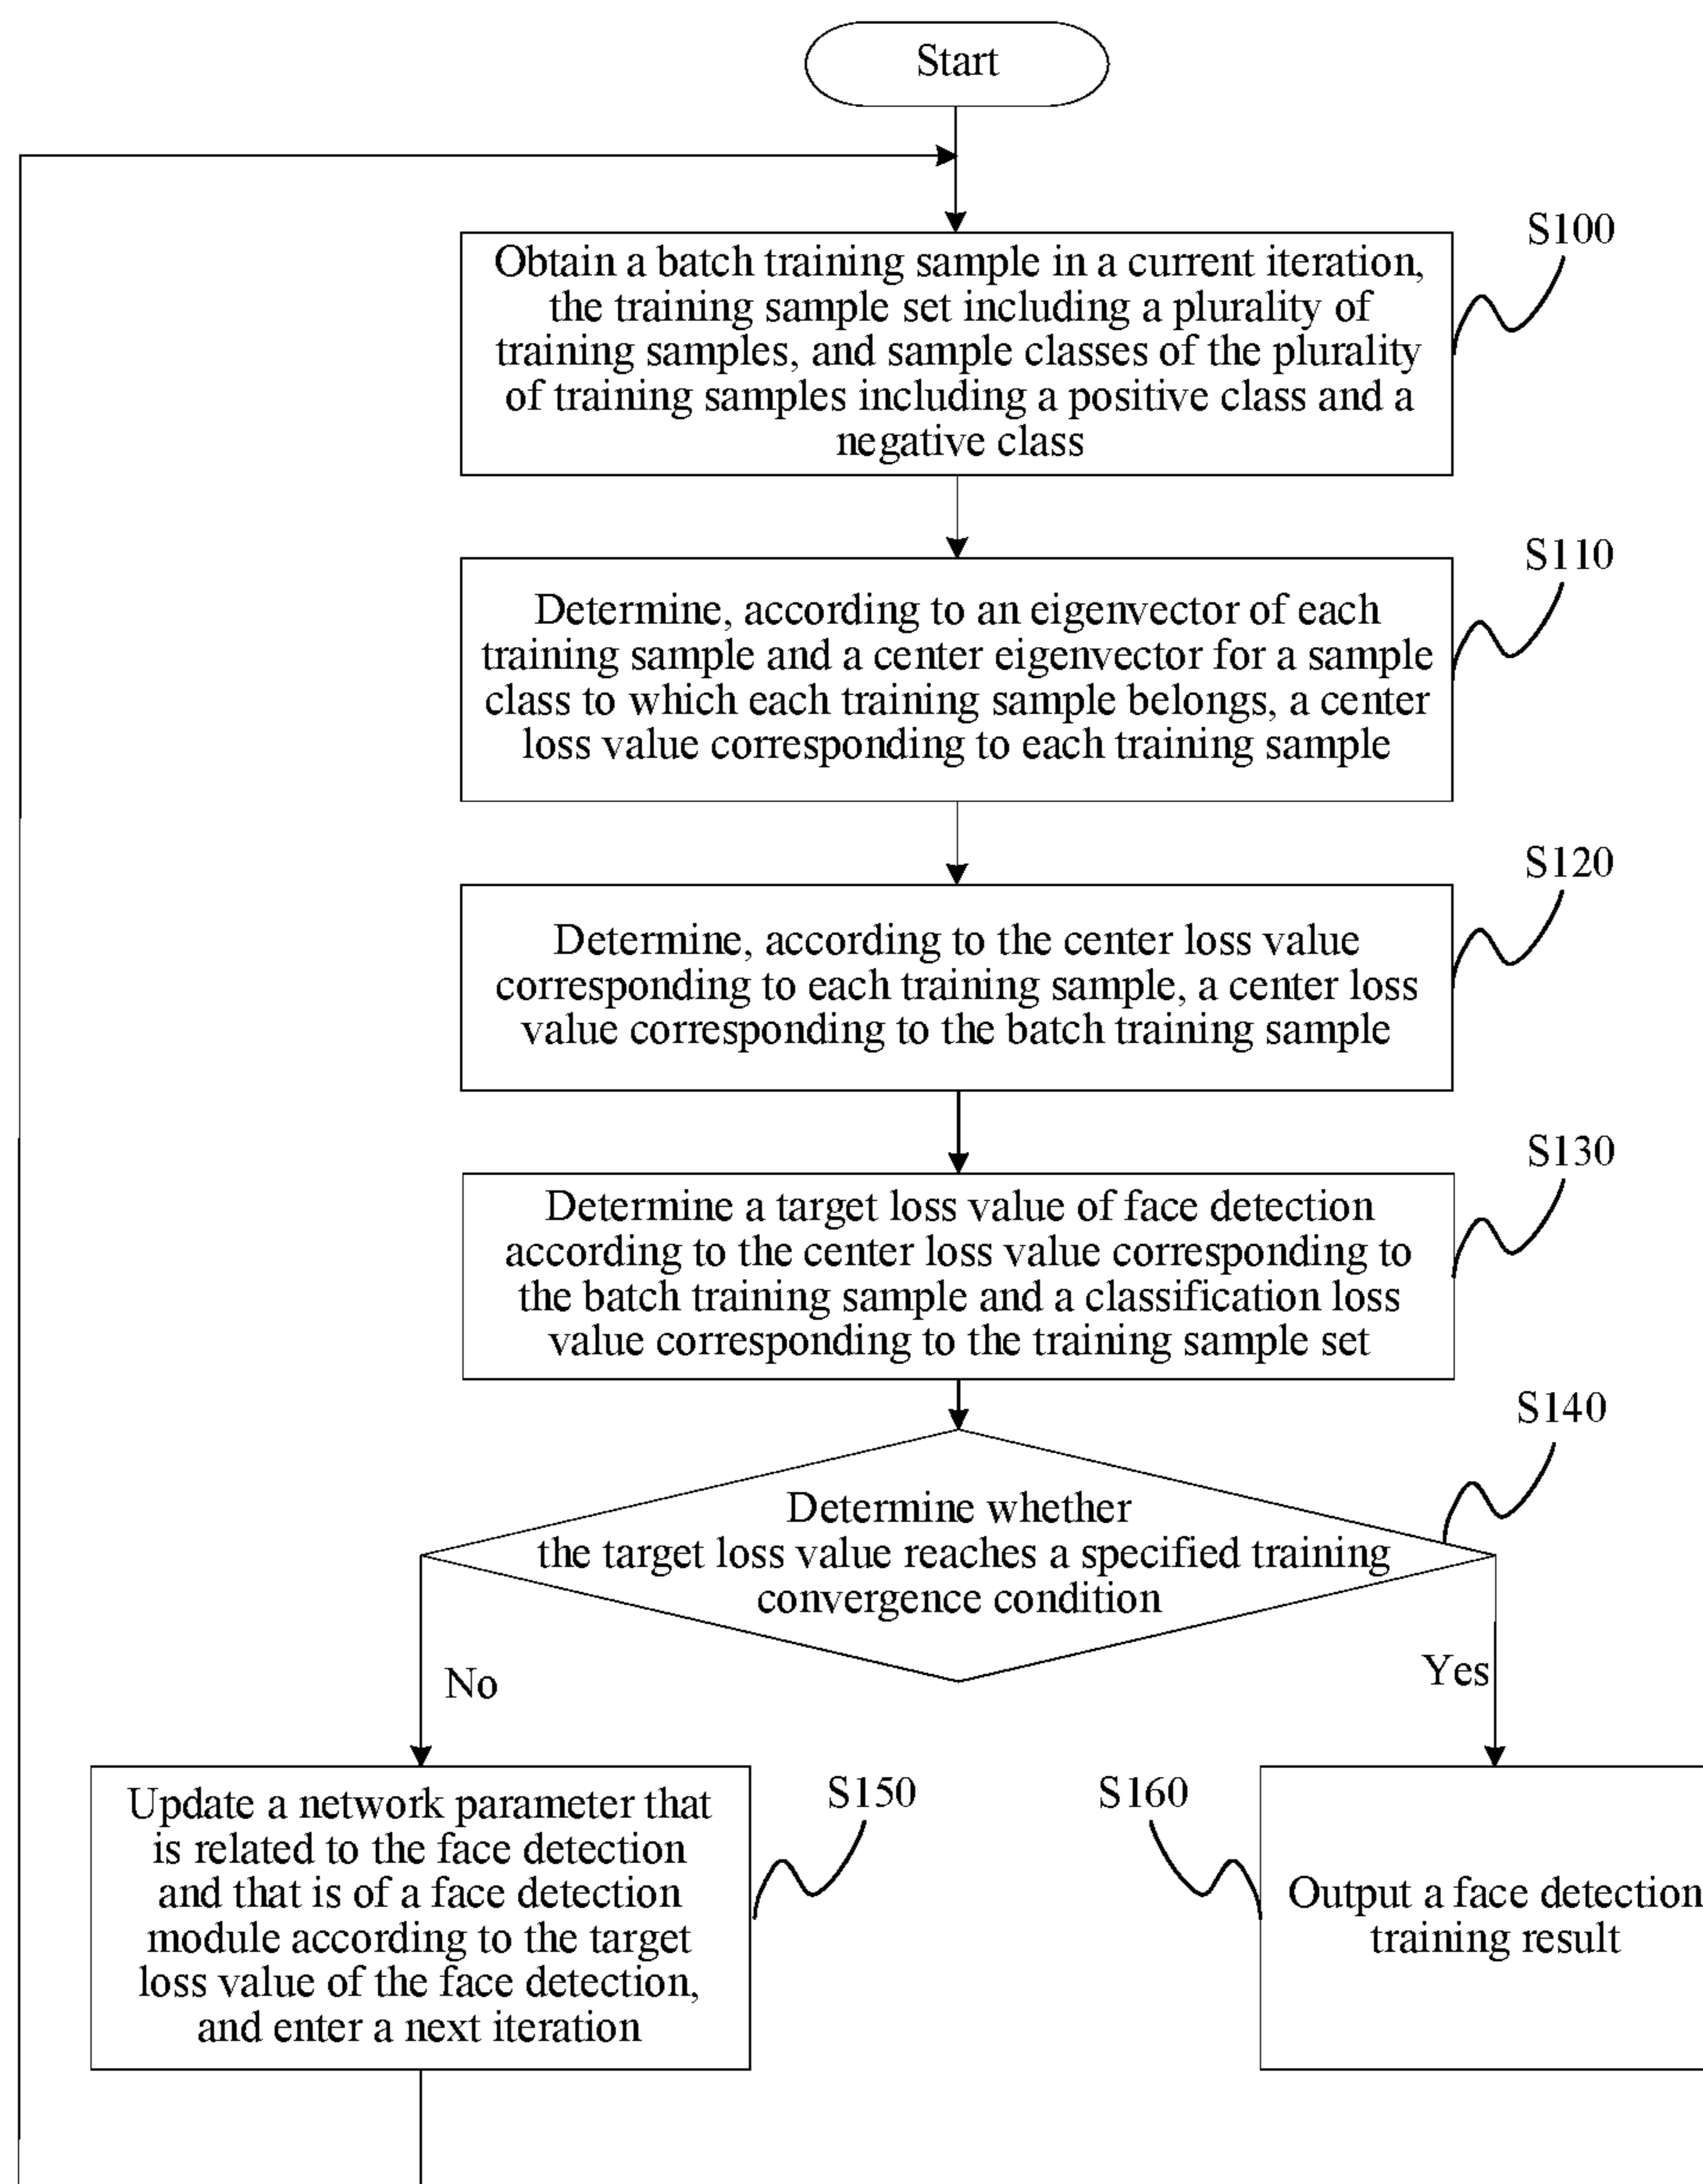 Start
S100
Obtain a batch training sample in a current iteration,
the training sample set including a plurality of
training samples, and sample classes of the plurality
of training samples including a positive class and a
negative class
S110
Determine, according to an eigenvector of each
training sample and a center eigenvector for a sample
class to which each training sample belongs, a center
loss value corresponding to each training sample
S120
Determine, according to the center loss value
corresponding to each training sample, a center loss
value corresponding to the batch training sample
S130
Determine a target loss value of face detection
according to the center loss value corresponding to
the batch training sample and a classification loss
value corresponding to the training sample set
S140
Determine whether
the target loss value reaches a specified training
convergence condition
No
Yes
S150
Update a network parameter that
is related to the face detection
and that is of a face detection
module according to the target
loss value of the face detection,
and enter a next iteration
S160
Output a face detection
training result